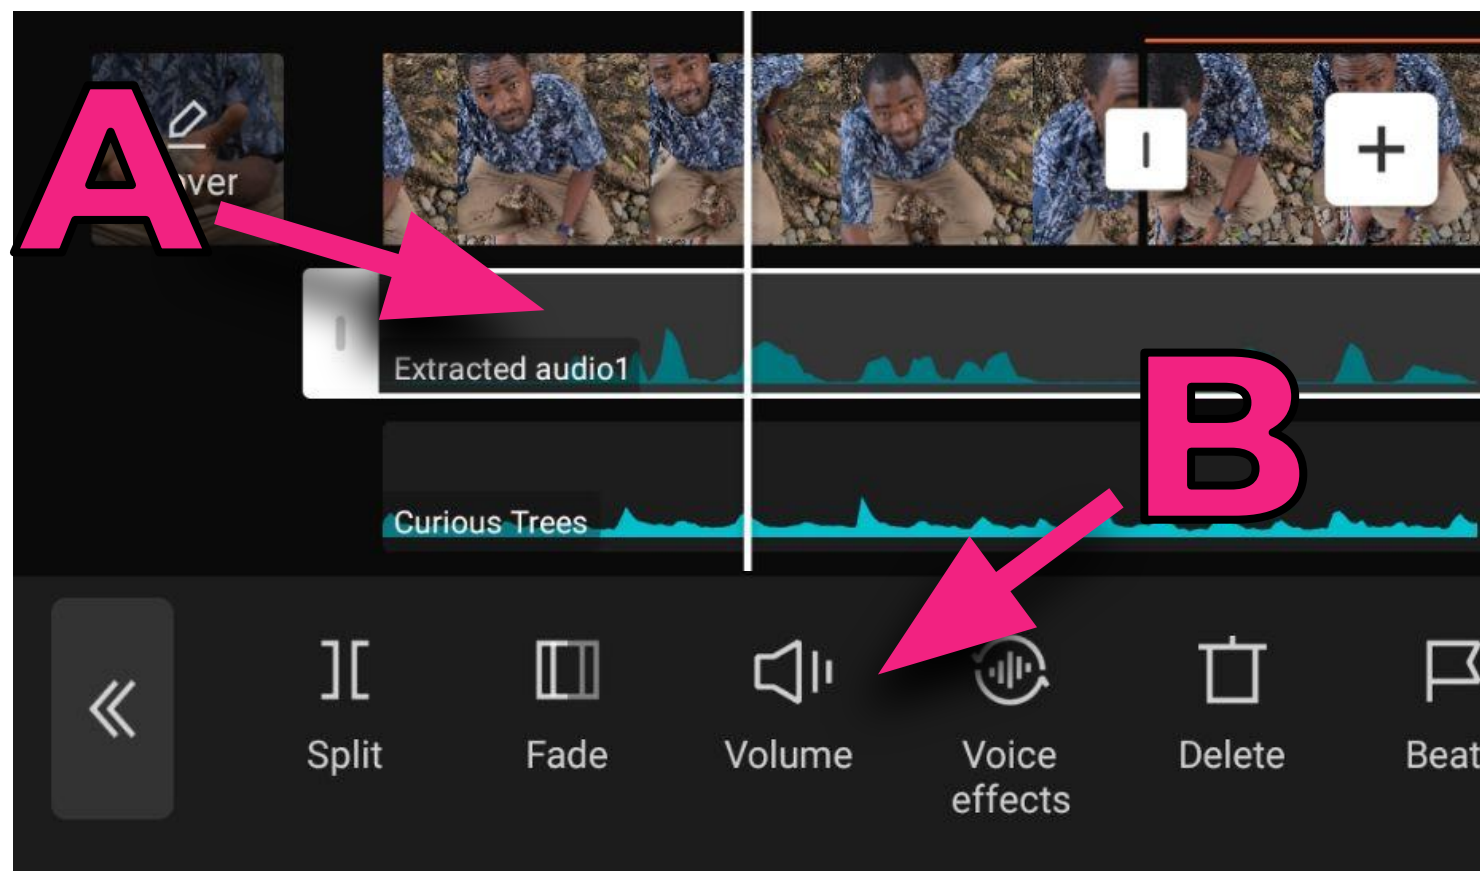 A
over
Extracted audio1
B
Curious Trees
Split
Fade
Volume
Voice
effects
Delete
Beat